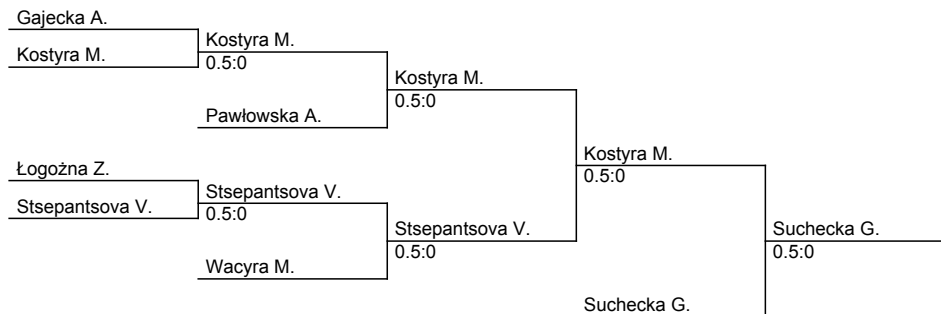 Gajecka A.
Kostyra M.
Kostyra M.
0.5:0
Kostyra M.
0.5:0
Pawłowska A.
Kostyra M.
0.5:0
Łogożna Z.
Stsepantsova V.
Stsepantsova V.
0.5:0
Stsepantsova V.
0.5:0
Suchecka G.
0.5:0
Wacyra M.
Suchecka G.